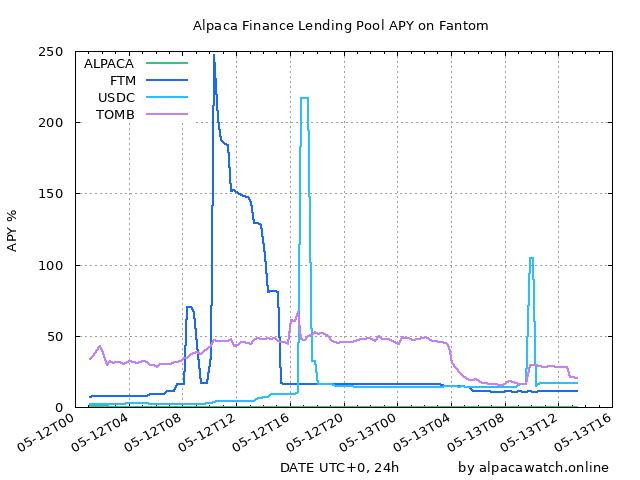 Alpaca Finance Lending Pool APY on Fantom
250
200
150
100
50
0
APY %
ALPACA
FTM
USDC
TOMB
05-12T00
05-12T04
05-12T08
05-12T12
05-12T16
05-12T20
05-13T00
05-13T04
05-13T08
05-13T12
05-13T16
DATE UTC+0, 24h
by alpacawatch.online